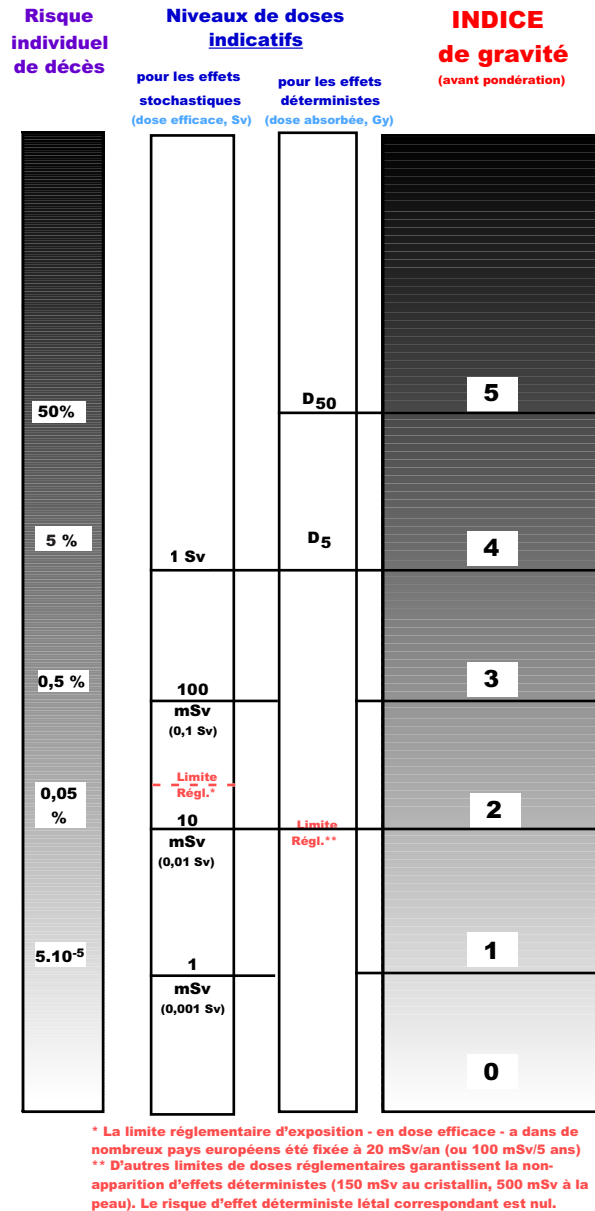 Risque
individuel
de décès
Niveaux de doses
indicatifs
pour les effets
stochastiques
(dose efficace, Sv)
pour les effets
déterministes
(dose absorbée, Gy)
INDICE
de gravité
(avant pondération)
50%
D50
5
5 %
1 Sv
D5
4
0,5 %
100
mSv
(0,1 Sv)
3
Limite
Régl.*
0,05
%
10
mSv
(0,01 Sv)
Limite
Régl.**
2
5.10-5
1
mSv
(0,001 Sv)
1
0
* La limite réglementaire d'exposition - en dose efficace - a dans de
nombreux pays européens été fixée à 20 mSv/an (ou 100 mSv/5 ans)
** D'autres limites de doses réglementaires garantissent la non-
apparition d'effets déterministes (150 mSv au cristallin, 500 mSv à la
peau). Le risque d'effet déterministe létal correspondant est nul.